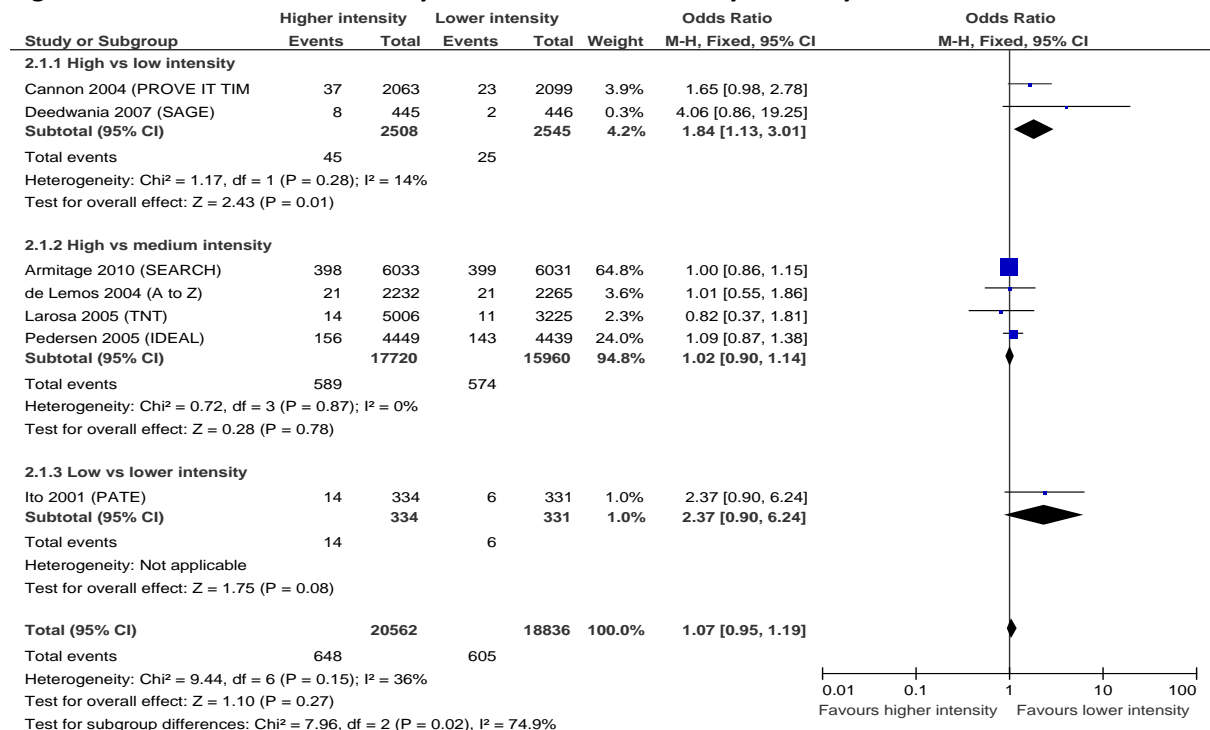 Higher intensity Lower intensity Odds Ratio Odds Ratio
Study or Subgroup Events Total Events Total Weight M-H, Fixed, 95% CI M-H, Fixed, 95% CI
2.1.1 High vs low intensity
Cannon 2004 (PROVE IT TIM 37 2063 23 2099 3.9% 1.65 [0.98, 2.78]
Deedwania 2007 (SAGE) 8 445 2 446 0.3% 4.06 [0.86, 19.25]
Subtotal (95% CI) 2508 2545 4.2% 1.84 [1.13, 3.01]
Total events 45 25
Heterogeneity: Chi² = 1.17, df = 1 (P = 0.28); I² = 14%
Test for overall effect: Z = 2.43 (P = 0.01)
2.1.2 High vs medium intensity
Armitage 2010 (SEARCH) 398 6033 399 6031 64.8% 1.00 [0.86, 1.15]
de Lemos 2004 (A to Z) 21 2232 21 2265 3.6% 1.01 [0.55, 1.86]
Larosa 2005 (TNT) 14 5006 11 3225 2.3% 0.82 [0.37, 1.81]
Pedersen 2005 (IDEAL) 156 4449 143 4439 24.0% 1.09 [0.87, 1.38]
Subtotal (95% CI) 17720 15960 94.8% 1.02 [0.90, 1.14]
Total events 589 574
Heterogeneity: Chi² = 0.72, df = 3 (P = 0.87); I² = 0%
Test for overall effect: Z = 0.28 (P = 0.78)
2.1.3 Low vs lower intensity
Ito 2001 (PATE) 14 334 6 331 1.0% 2.37 [0.90, 6.24]
Subtotal (95% CI) 334 331 1.0% 2.37 [0.90, 6.24]
Total events 14 6
Heterogeneity: Not applicable
Test for overall effect: Z = 1.75 (P = 0.08)
Total (95% CI) 20562 18836 100.0% 1.07 [0.95, 1.19]
Total events 648 605
Heterogeneity: Chi² = 9.44, df = 6 (P = 0.15); I² = 36%
Test for overall effect: Z = 1.10 (P = 0.27)
Test for subgroup differences: Chi² = 7.96, df = 2 (P = 0.02), I² = 74.9%
0.01 0.1 1 10 100
Favours higher intensity Favours lower intensity